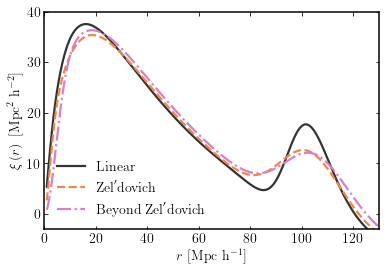 40
30
20
10
0
ξ (r) [Mpc² h⁻²]
Linear
Zel′dovich
Beyond Zel′dovich
0 20 40 60 80 100 120
r [Mpc h⁻¹]